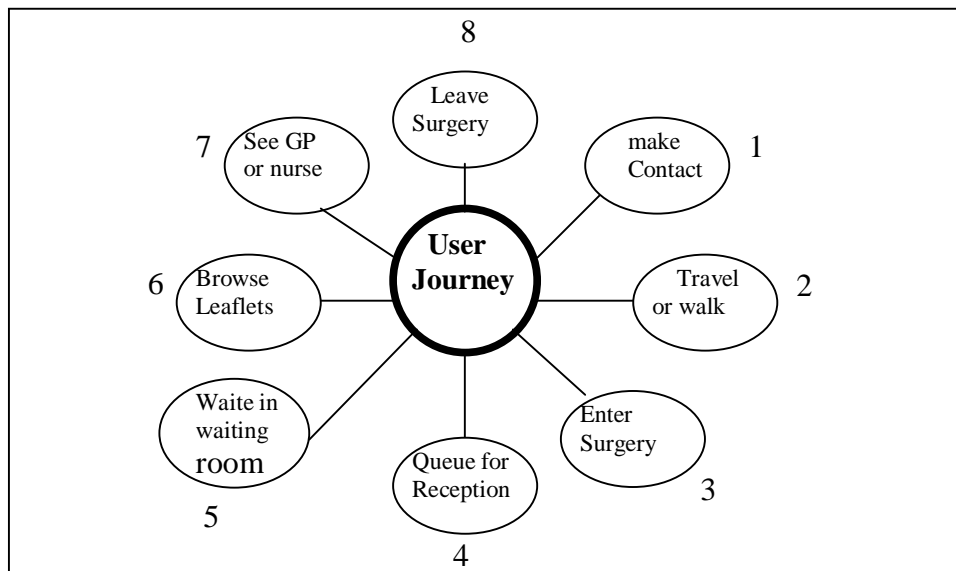 8
Leave
Surgery
7
See GP
or nurse
make
Contact
1
User
Journey
6
Browse
Leaflets
Travel
or walk
2
Waite in
waiting
room
5
Queue for
Reception
4
Enter
Surgery
3